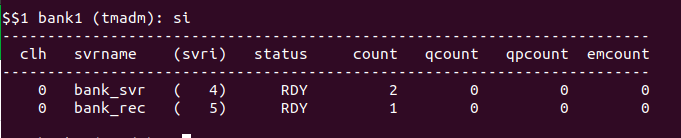 $$1 bank1 (tmadm): si
------------------------------------------------------------------------
clh svrname (svri) status count qcount qpcount emcount
------------------------------------------------------------------------
0 bank_svr ( 4) RDY 2 0 0 0
0 bank_rec ( 5) RDY 1 0 0 0